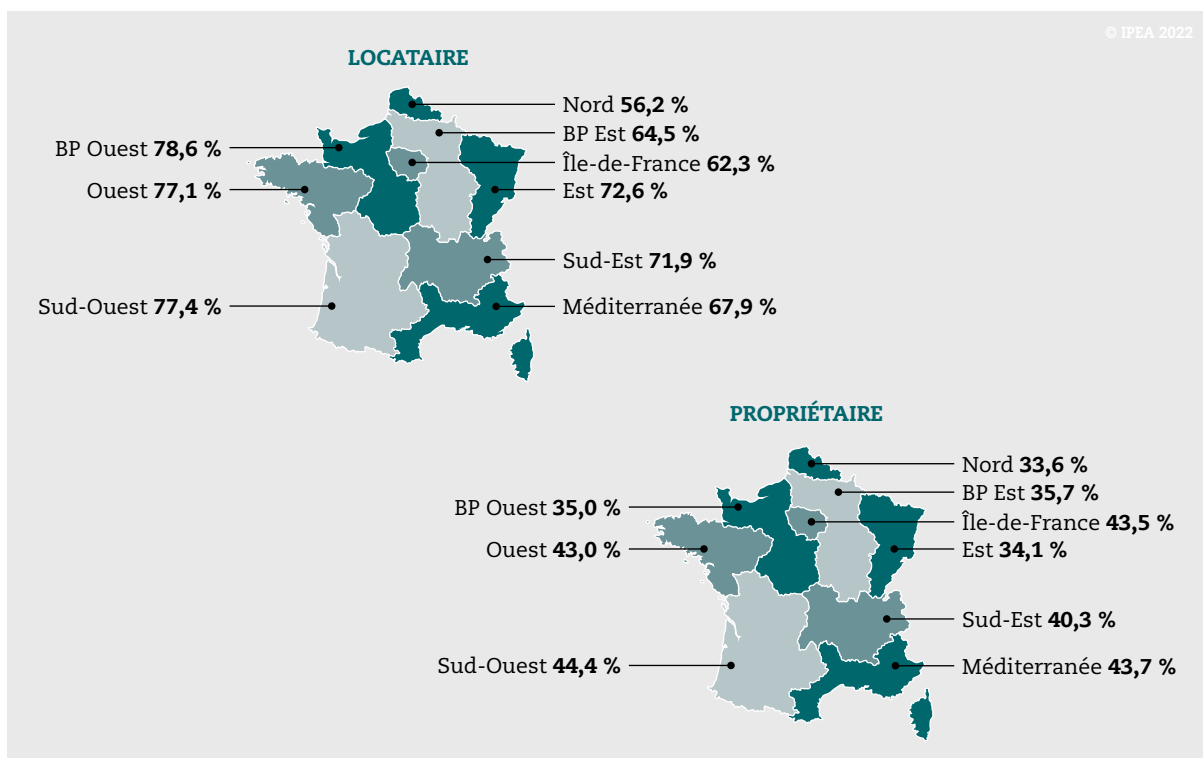 © IPEA 2022
LOCATAIRE
Nord 56,2 %
BP Est 64,5 %
BP Ouest 78,6 %
Île-de-France 62,3 %
Ouest 77,1 %
Est 72,6 %
Sud-Est 71,9 %
Sud-Ouest 77,4 %
Méditerranée 67,9 %
PROPRIÉTAIRE
Nord 33,6 %
BP Est 35,7 %
BP Ouest 35,0 %
Île-de-France 43,5 %
Ouest 43,0 %
Est 34,1 %
Sud-Est 40,3 %
Sud-Ouest 44,4 %
Méditerranée 43,7 %